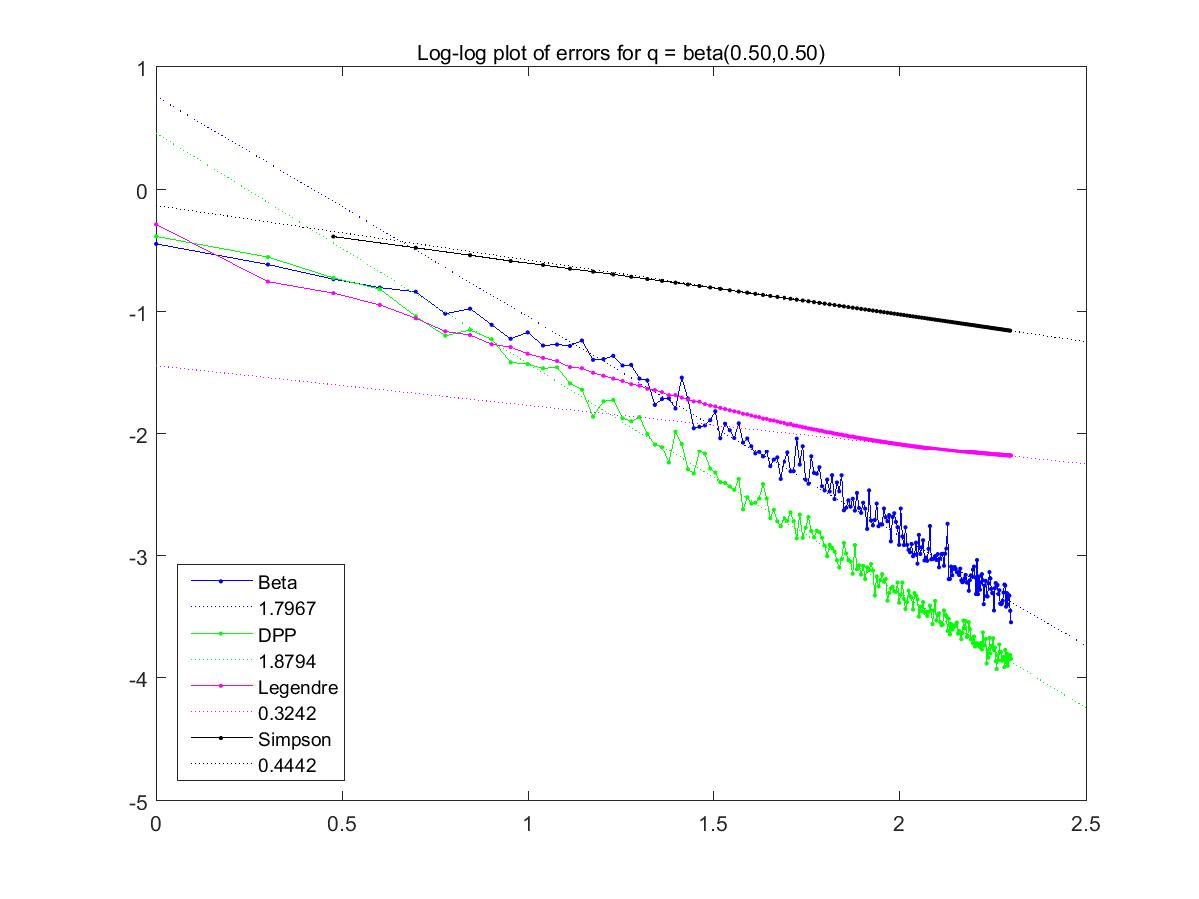 Log-log plot of errors for q = beta(0.50,0.50)
1
0
-1
-2
-3
-4
-5
Beta
1.7967
DPP
1.8794
Legendre
0.3242
Simpson
0.4442
0 0.5 1 1.5 2 2.5